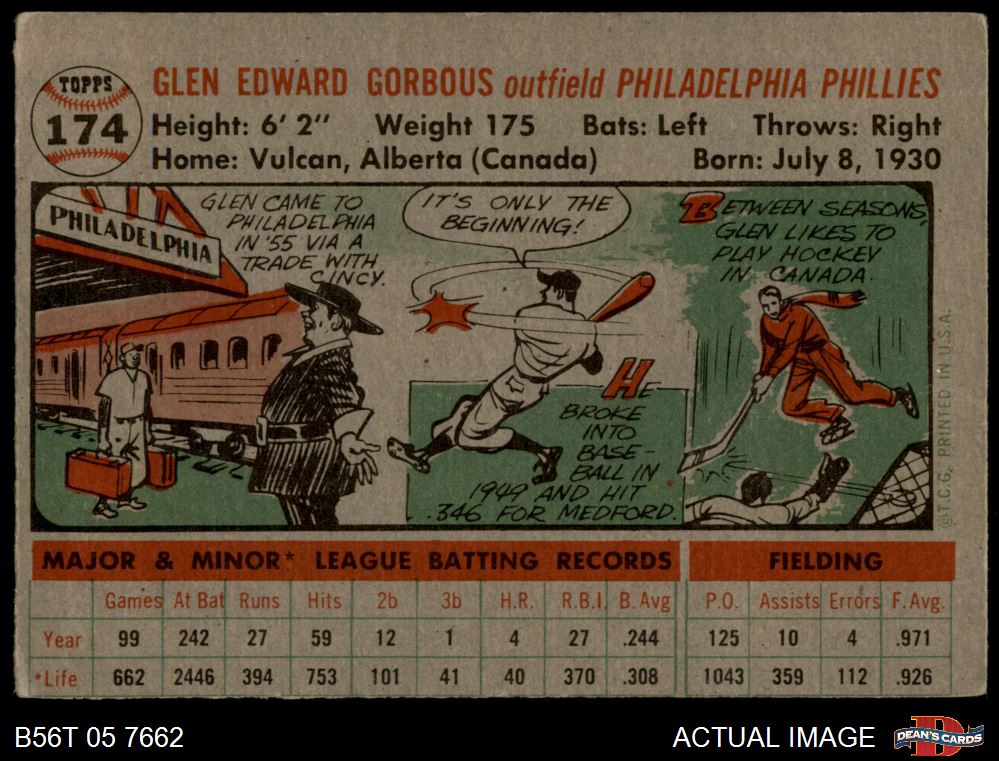 TOPPS
174
GLEN EDWARD GORBOUS outfield PHILADELPHIA PHILLIES
Height: 6' 2" Weight 175 Bats: Left Throws: Right
Home: Vulcan, Alberta (Canada) Born: July 8, 1930
PHILADELPHIA
GLEN CAME TO
PHILADELPHIA
IN '55 VIA A
TRADE WITH
CINCY.
IT'S ONLY THE
BEGINNING!
HE
BROKE
INTO
BASE-
BALL IN
1949 AND HIT
.346 FOR MEDFORD.
BETWEEN SEASONS,
GLEN LIKES TO
PLAY HOCKEY
IN CANADA.
©T.C.G. PRINTED IN U.S.A.
MAJOR & MINOR* LEAGUE BATTING RECORDS FIELDING
Games At Bat Runs Hits 2b 3b H.R. R.B.I. B. Avg P.O. Assists Errors F. Avg.
Year 99 242 27 59 12 1 4 27 .244 125 10 4 .971
*Life 662 2446 394 753 101 41 40 370 .308 1043 359 112 .926
B56T 05 7662 ACTUAL IMAGE DEAN'S CARDS